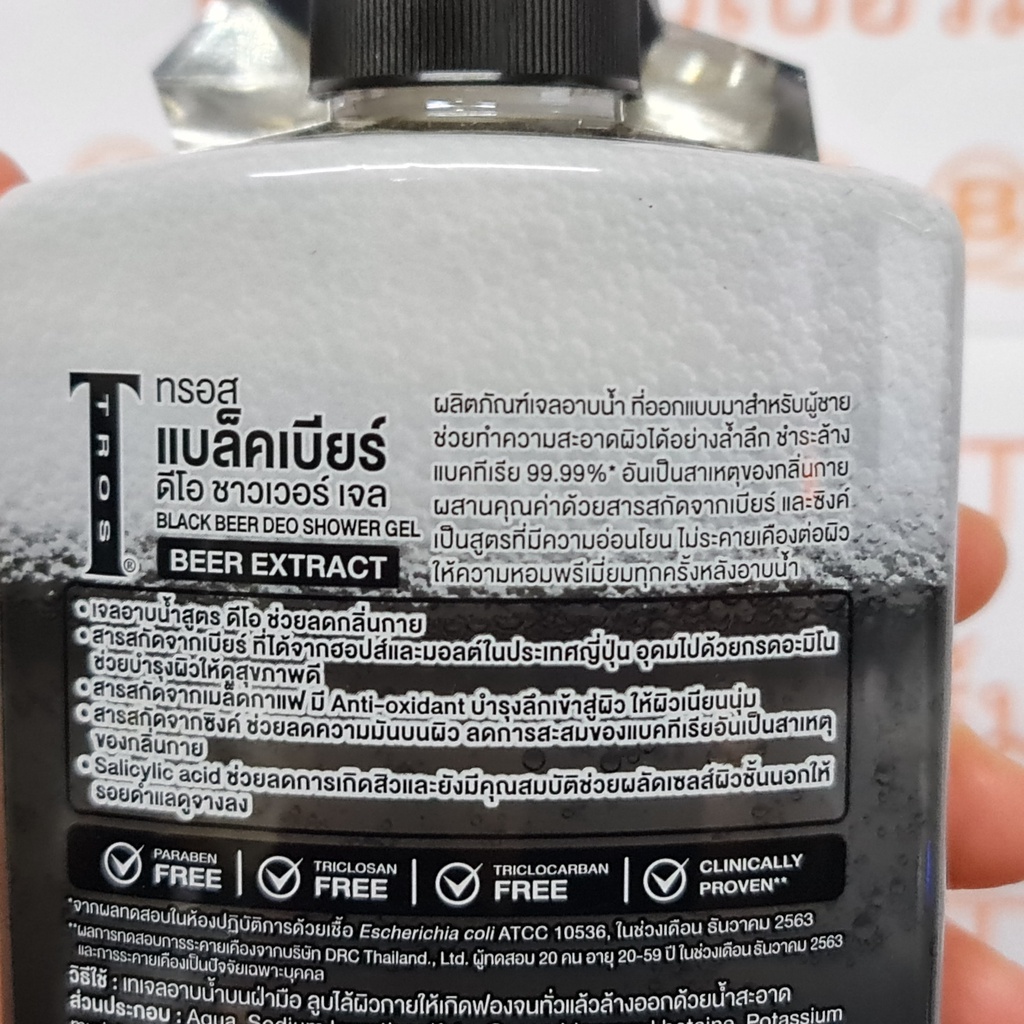 TROS
®
ทรอส
แบล็คเบียร์
ดีโอ ชาวเวอร์ เจล
BLACK BEER DEO SHOWER GEL
BEER EXTRACT
ผลิตภัณฑ์เจลอาบน้ำ ที่ออกแบบมาสำหรับผู้ชาย
ช่วยทำความสะอาดผิวได้อย่างล้ำลึก ชำระล้าง
แบคทีเรีย 99.99%* อันเป็นสาเหตุของกลิ่นกาย
ผสานคุณค่าด้วยสารสกัดจากเบียร์ และซิงค์
เป็นสูตรที่มีความอ่อนโยน ไม่ระคายเคืองต่อผิว
ให้ความหอมพรีเมี่ยมทุกครั้งหลังอาบน้ำ
• เจลอาบน้ำสูตร ดีโอ ช่วยลดกลิ่นกาย
• สารสกัดจากเบียร์ ที่ได้จากฮอปส์และมอลต์ในประเทศญี่ปุ่น อุดมไปด้วยกรดอะมิโน
ช่วยบำรุงผิวให้ดูสุขภาพดี
• สารสกัดจากเมล็ดกาแฟ มี Anti-oxidant บำรุงลึกเข้าสู่ผิว ให้ผิวเนียนนุ่ม
• สารสกัดจากซิงค์ ช่วยลดความมันบนผิว ลดการสะสมของแบคทีเรียอันเป็นสาเหตุ
ของกลิ่นกาย
• Salicylic acid ช่วยลดการเกิดสิวและยังมีคุณสมบัติช่วยผลัดเซลส์ผิวชั้นนอกให้
รอยดำแลดูจางลง
PARABEN FREE
TRICLOSAN FREE
TRICLOCARBAN FREE
CLINICALLY PROVEN**
*จากผลทดสอบในห้องปฏิบัติการด้วยเชื้อ Escherichia coli ATCC 10536, ในช่วงเดือน ธันวาคม 2563
**ผลการทดสอบการระคายเคืองจากบริษัท DRC Thailand., Ltd. ผู้ทดสอบ 20 คน อายุ 20-59 ปี ในช่วงเดือน ธันวาคม 2563
และการระคายเคืองเป็นปัจจัยเฉพาะบุคคล
วิธีใช้ : เทเจลอาบน้ำบนฝ่ามือ ลูบไล้ผิวกายให้เกิดฟองจนทั่วแล้วล้างออกด้วยน้ำสะอาด
ส่วนประกอบ : Aqua, Sodium Potassium